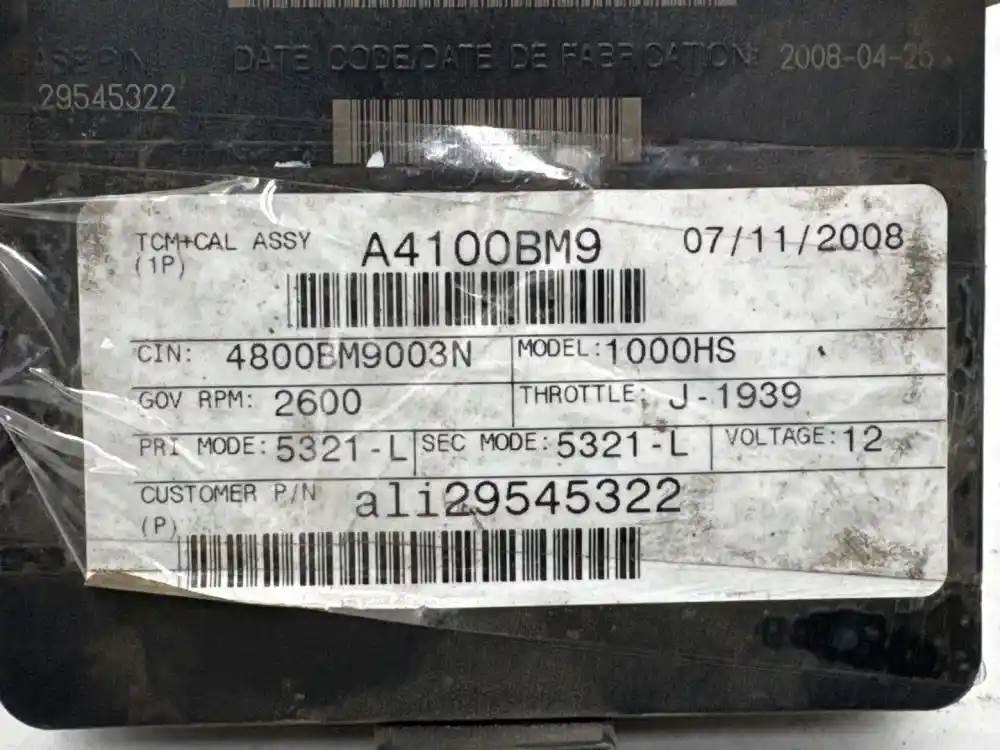 ASE P/N
DATE CODE/DATE DE FABRICATION: 2008-04-25
29545322
TCM+CAL ASSY A4100BM9 07/11/2008
(1P)
CIN: 4800BM9003N MODEL: 1000HS
GOV RPM: 2600 THROTTLE: J-1939
PRI MODE: 5321-L SEC MODE: 5321-L VOLTAGE: 12
CUSTOMER P/N ali29545322
(P)